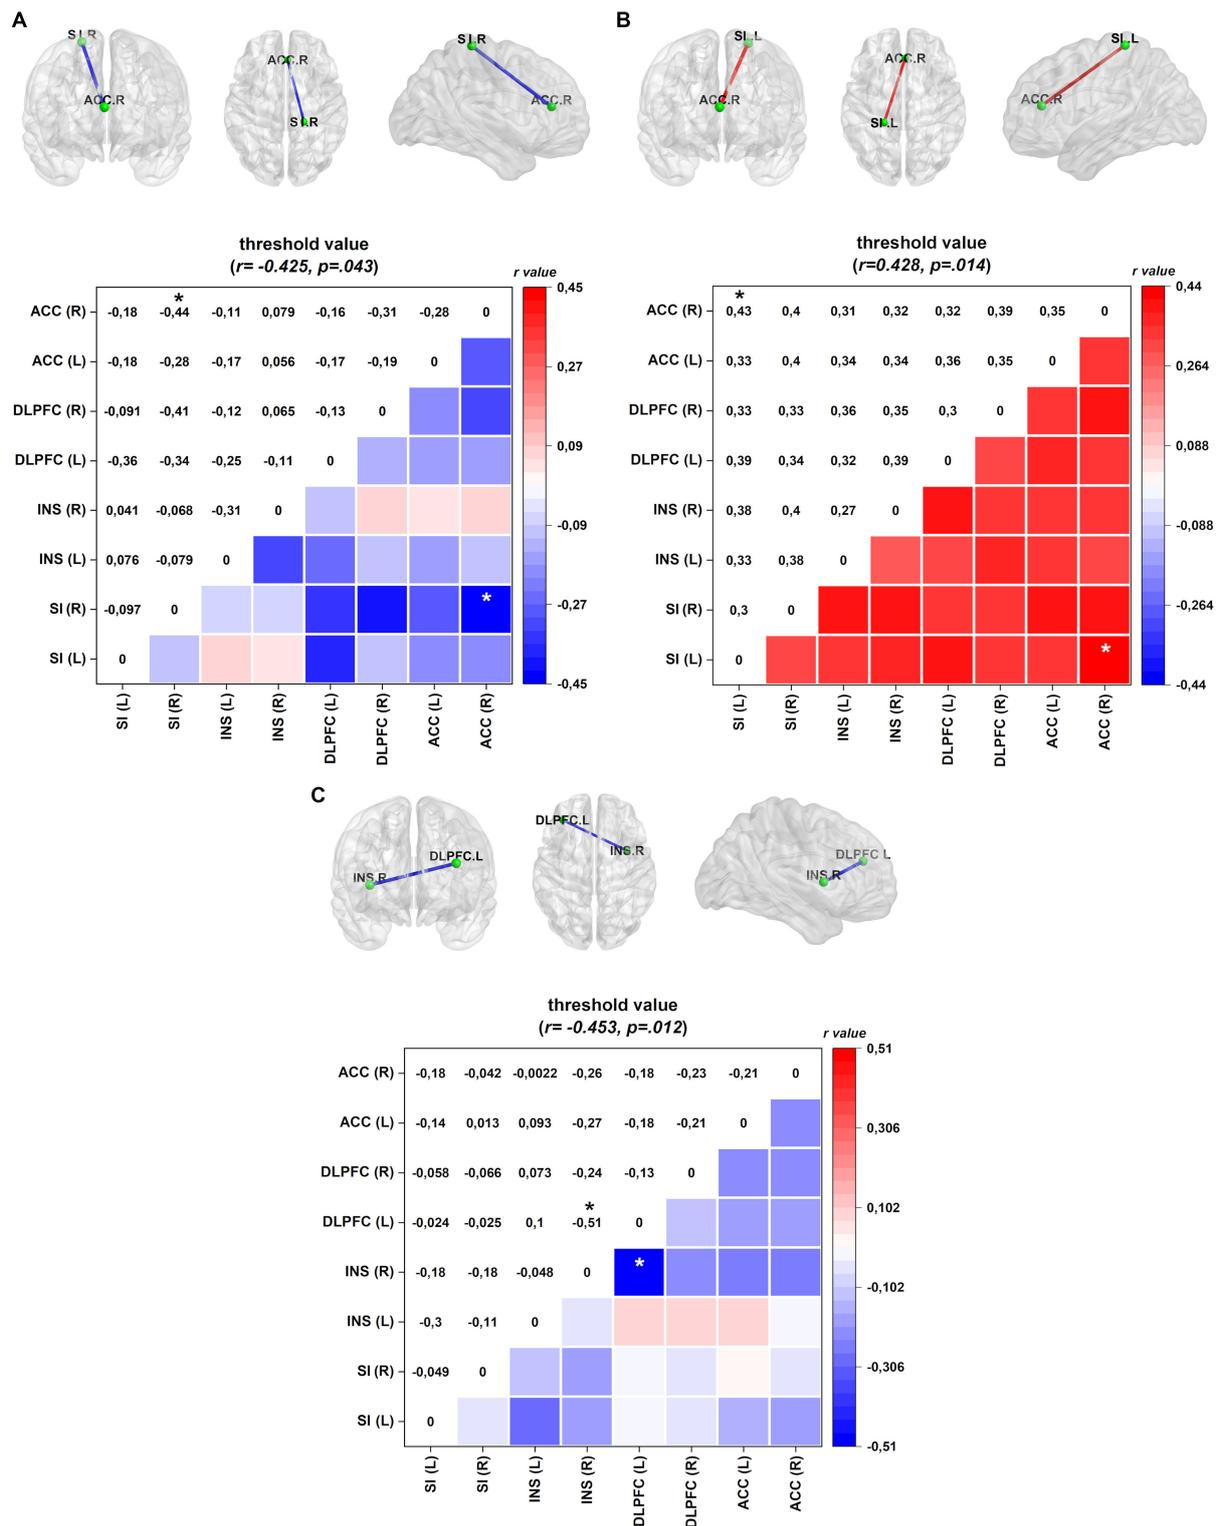 A
B
SI.R
ACC.R
ACC.R
SI.R
SI.R
ACC.R
SI.L
ACC.R
ACC.R
SI.L
SI.L
ACC.R
threshold value
(r= -0.425, p=.043)
r value
ACC (R) -0,18 -0,44 * -0,11 0,079 -0,16 -0,31 -0,28 0
ACC (L) -0,18 -0,28 -0,17 0,056 -0,17 -0,19 0
DLPFC (R) -0,091 -0,41 -0,12 0,065 -0,13 0
DLPFC (L) -0,36 -0,34 -0,25 -0,11 0
INS (R) 0,041 -0,068 -0,31 0
INS (L) 0,076 -0,079 0
SI (R) -0,097 0 *
SI (L) 0
SI (L) SI (R) INS (L) INS (R) DLPFC (L) DLPFC (R) ACC (L) ACC (R)
0,45
0,27
0,09
-0,09
-0,27
-0,45
threshold value
(r=0.428, p=.014)
r value
ACC (R) 0,43 * 0,4 0,31 0,32 0,32 0,39 0,35 0
ACC (L) 0,33 0,4 0,34 0,34 0,36 0,35 0
DLPFC (R) 0,33 0,33 0,36 0,35 0,3 0
DLPFC (L) 0,39 0,34 0,32 0,39 0
INS (R) 0,38 0,4 0,27 0
INS (L) 0,33 0,38 0
SI (R) 0,3 0
SI (L) 0 *
SI (L) SI (R) INS (L) INS (R) DLPFC (L) DLPFC (R) ACC (L) ACC (R)
0,44
0,264
0,088
-0,088
-0,264
-0,44
C
DLPFC.L
INS.R
DLPFC.L
INS.R
DLPFC L
INS.R
threshold value
(r= -0.453, p=.012)
r value
ACC (R) -0,18 -0,042 -0,0022 -0,26 -0,18 -0,23 -0,21 0
ACC (L) -0,14 0,013 0,093 -0,27 -0,18 -0,21 0
DLPFC (R) -0,058 -0,066 0,073 -0,24 -0,13 0
DLPFC (L) -0,024 -0,025 0,1 -0,51 * 0
INS (R) -0,18 -0,18 -0,048 0 *
INS (L) -0,3 -0,11 0
SI (R) -0,049 0
SI (L) 0
SI (L) SI (R) INS (L) INS (R) DLPFC (L) DLPFC (R) ACC (L) ACC (R)
0,51
0,306
0,102
-0,102
-0,306
-0,51